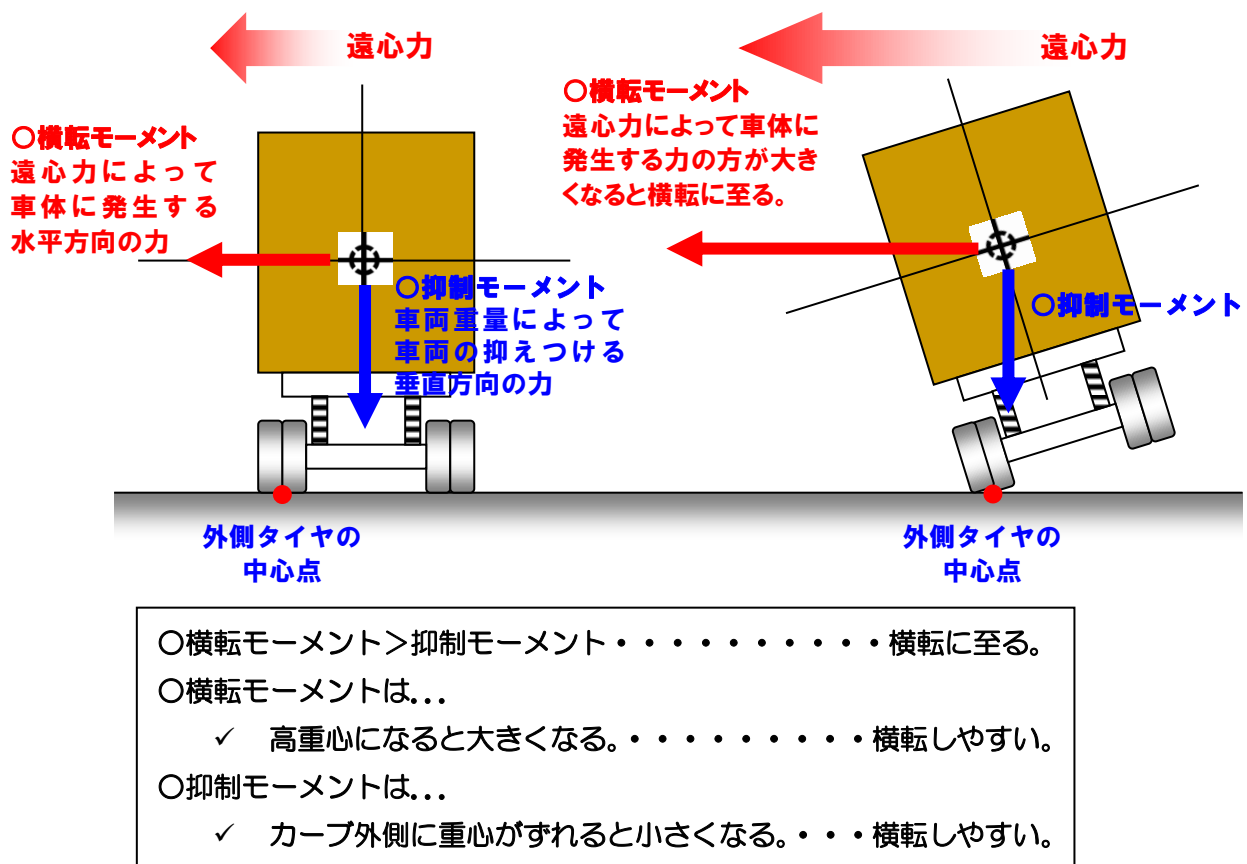 遠心力
○横転モーメント
遠心力によって
車体に発生する
水平方向の力
○抑制モーメント
車両重量によって
車両の抑えつける
垂直方向の力
外側タイヤの
中心点
遠心力
○横転モーメント
遠心力によって車体に
発生する力の方が大き
くなると横転に至る。
○抑制モーメント
外側タイヤの
中心点
○横転モーメント＞抑制モーメント・・・・・・・・・・横転に至る。
○横転モーメントは...
✓ 高重心になると大きくなる。・・・・・・・・・横転しやすい。
○抑制モーメントは...
✓ カーブ外側に重心がずれると小さくなる。・・・横転しやすい。